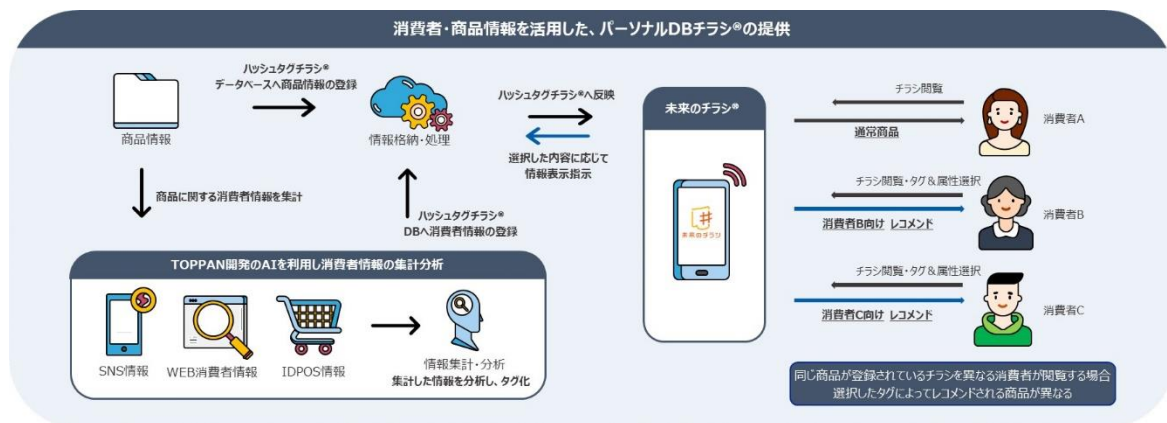 消費者・商品情報を活用した、パーソナルDBチラシ®の提供
ハッシュタグチラシ®
データベースへ商品情報の登録
商品情報
情報格納・処理
ハッシュタグチラシ®へ反映
選択した内容に応じて
情報表示指示
商品に関する消費者情報を集計
ハッシュタグチラシ®
DBへ消費者情報の登録
TOPPAN開発のAIを利用し消費者情報の集計分析
SNS情報
WEB消費者情報
IDPOS情報
情報集計・分析
集計した情報を分析し、タグ化
未来のチラシ®
#
未来のチラシ
チラシ閲覧
通常商品
消費者A
チラシ閲覧・タグ&属性選択
消費者B向け レコメンド
消費者B
チラシ閲覧・タグ&属性選択
消費者C向け レコメンド
消費者C
同じ商品が登録されているチラシを異なる消費者が閲覧する場合
選択したタグによってレコメンドされる商品が異なる